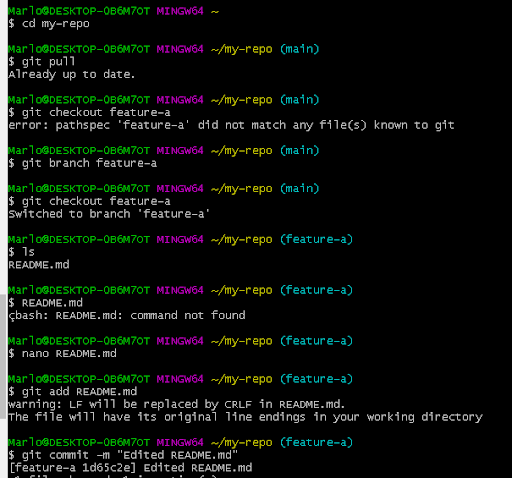 Marlo@DESKTOP-0B6M7OT MINGW64 ~
$ cd my-repo
Marlo@DESKTOP-0B6M7OT MINGW64 ~/my-repo (main)
$ git pull
Already up to date.
Marlo@DESKTOP-0B6M7OT MINGW64 ~/my-repo (main)
$ git checkout feature-a
error: pathspec 'feature-a' did not match any file(s) known to git
Marlo@DESKTOP-0B6M7OT MINGW64 ~/my-repo (main)
$ git branch feature-a
Marlo@DESKTOP-0B6M7OT MINGW64 ~/my-repo (main)
$ git checkout feature-a
Switched to branch 'feature-a'
Marlo@DESKTOP-0B6M7OT MINGW64 ~/my-repo (feature-a)
$ ls
README.md
Marlo@DESKTOP-0B6M7OT MINGW64 ~/my-repo (feature-a)
$ README.md
çbash: README.md: command not found
Marlo@DESKTOP-0B6M7OT MINGW64 ~/my-repo (feature-a)
$ nano README.md
Marlo@DESKTOP-0B6M7OT MINGW64 ~/my-repo (feature-a)
$ git add README.md
warning: LF will be replaced by CRLF in README.md.
The file will have its original line endings in your working directory
Marlo@DESKTOP-0B6M7OT MINGW64 ~/my-repo (feature-a)
$ git commit -m "Edited README.md"
[feature-a 1d65c2e] Edited README.md